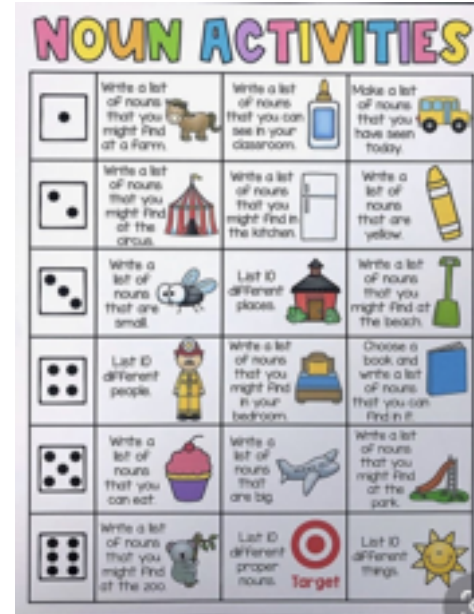 NOUN ACTIVITIES
Write a list
of nouns
that you
might find
at a farm.
Write a list
of nouns
that you can
see in your
classroom.
Make a list
of nouns
that you
have seen
today.
Write a list
of nouns
that you
might find
at the
circus.
Write a list
of nouns
that you
might find in
the kitchen.
Write a
list of
nouns
that are
yellow.
Write a
list of
nouns
that are
small.
List 10
different
places.
Write a list
of nouns
that you
might find at
the beach.
List 10
different
people.
Write a list
of nouns
that you
might find
in your
bedroom.
Choose a
book and
write a list
of nouns
that you can
find in it.
Write a
list of
nouns
that you
can eat.
Write a
list of
nouns
that
are big.
Write a list
of nouns
that you
might find
at the
park.
Write a list
of nouns
that you
might find
at the zoo.
List 10
different
proper
nouns.
Target
List 10
different
things.